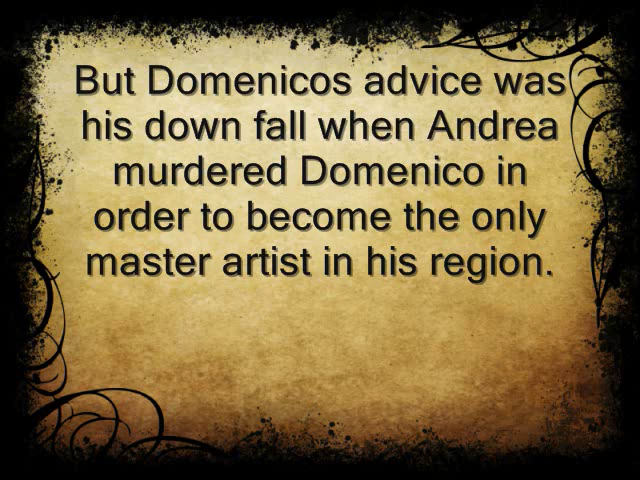 But Domenicos advice was
his down fall when Andrea
murdered Domenico in
order to become the only
master artist in his region.